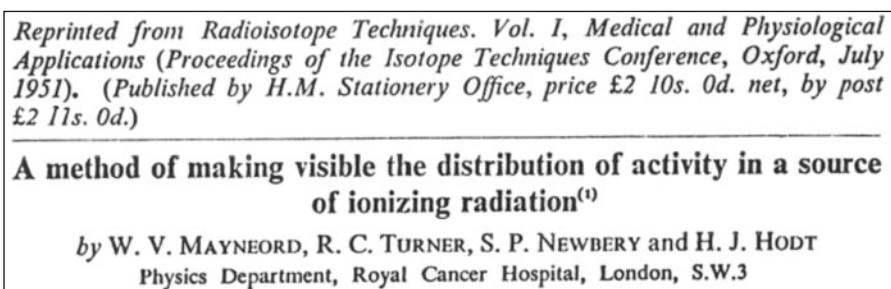 Reprinted from Radioisotope Techniques. Vol. I, Medical and Physiological
Applications (Proceedings of the Isotope Techniques Conference, Oxford, July
1951). (Published by H.M. Stationery Office, price £2 10s. 0d. net, by post
£2 11s. 0d.)
A method of making visible the distribution of activity in a source
of ionizing radiation(1)
by W. V. MAYNEORD, R. C. TURNER, S. P. NEWBERY and H. J. HODT
Physics Department, Royal Cancer Hospital, London, S.W.3